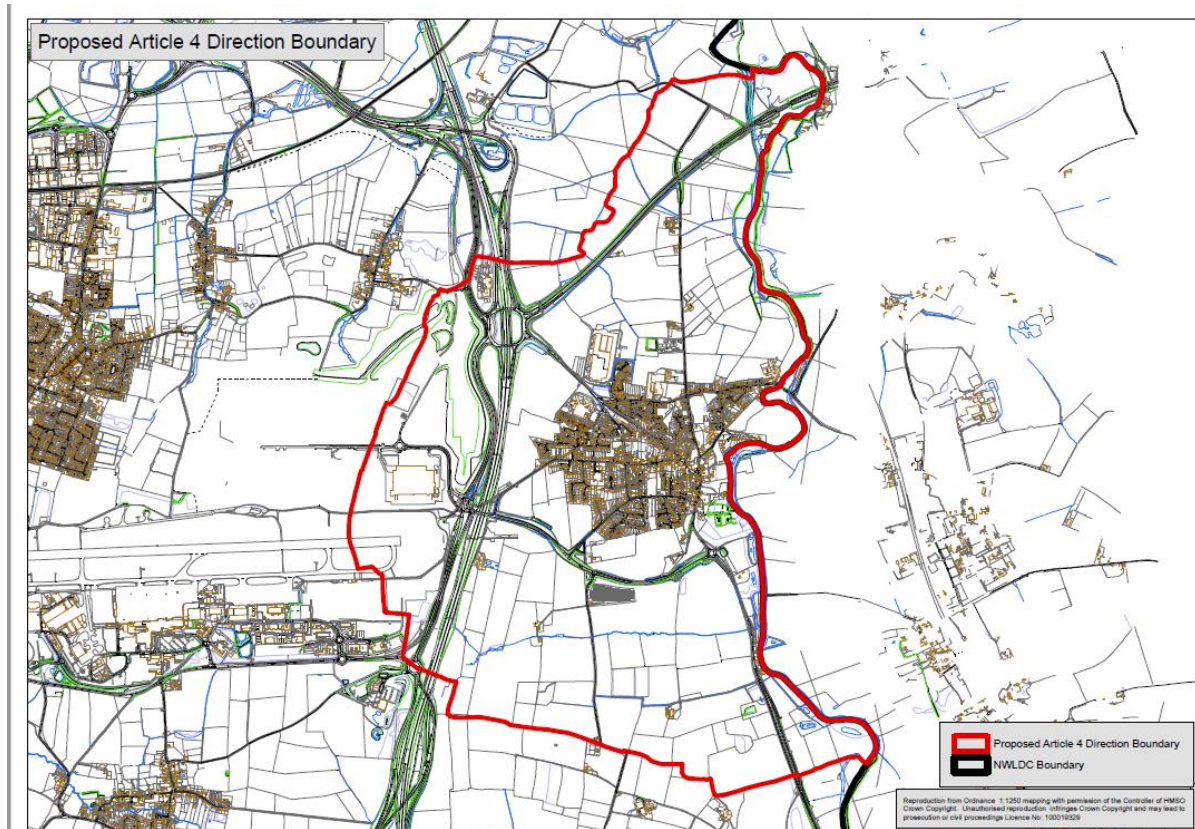 Proposed Article 4 Direction Boundary
Proposed Article 4 Direction Boundary
NWLDC Boundary
Reproduction from Ordnance 1:1250 mapping with permission of the Controller of HMSO
Crown Copyright. Unauthorised reproduction infringes Crown Copyright and may lead to
prosecution or civil proceedings Licence No: 100019329